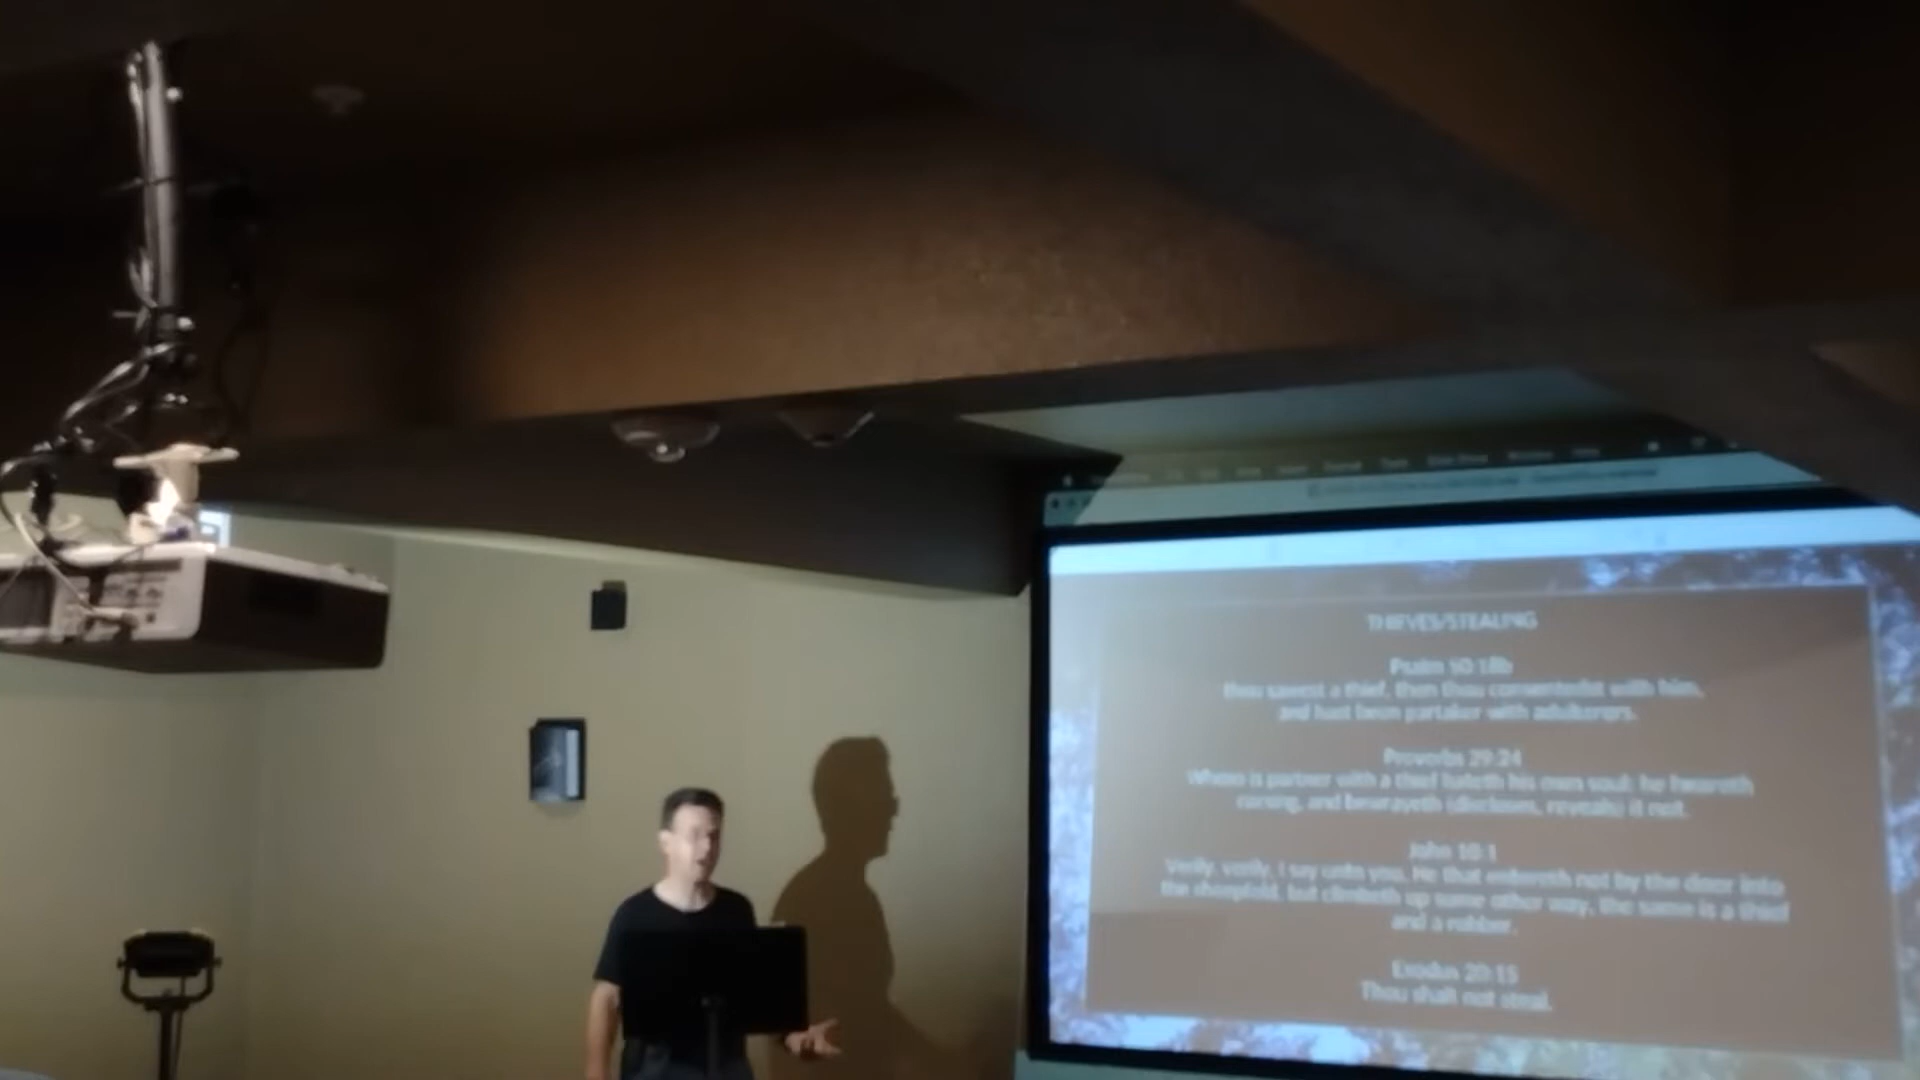 THIEVES/STEALING
Psalm 50:18b
thou sawest a thief, then thou consentedst with him,
and hast been partaker with adulterers.
Proverbs 29:24
Whoso is partner with a thief hateth his own soul: he heareth
cursing, and bewrayeth (discloses, reveals) it not.
John 10:1
Verily, verily, I say unto you, He that entereth not by the door into
the sheepfold, but climbeth up some other way, the same is a thief
and a robber.
Exodus 20:15
Thou shalt not steal.